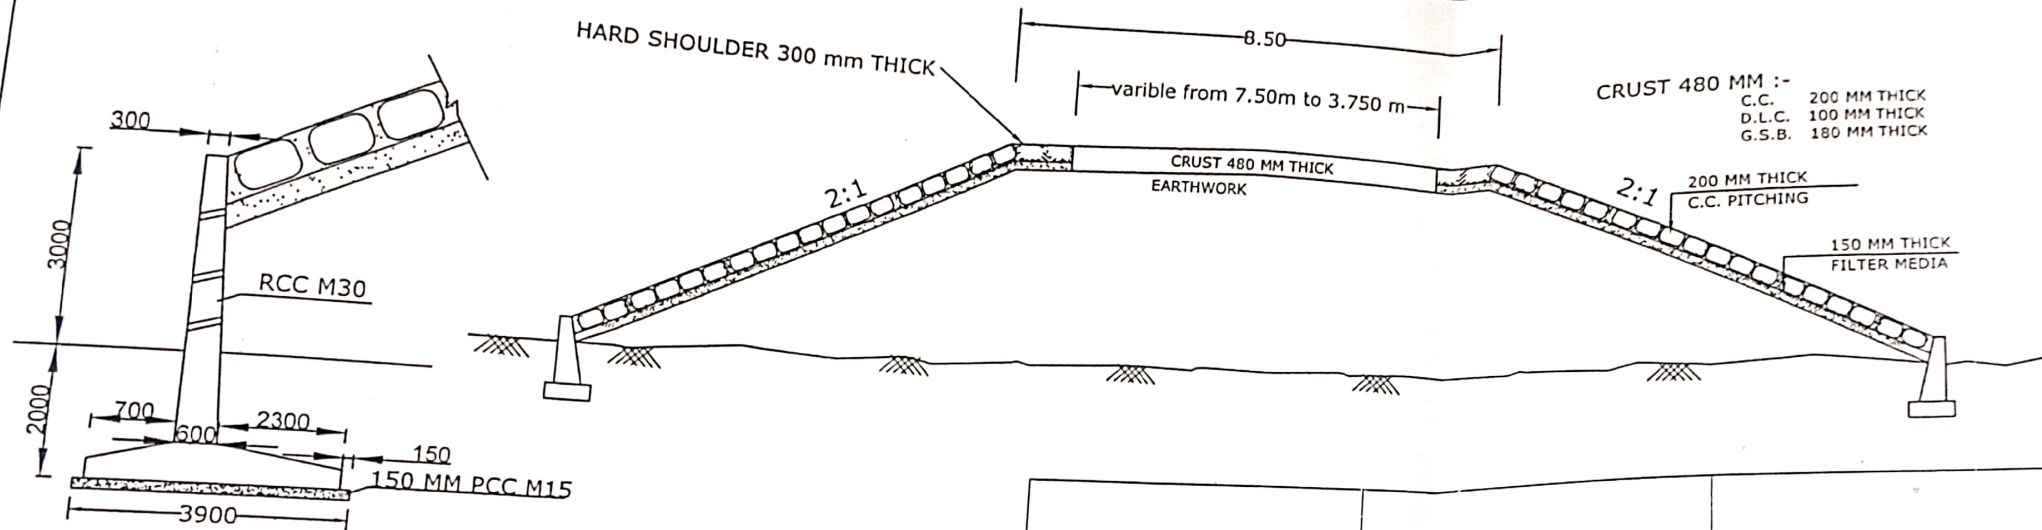 HARD SHOULDER 300 mm THICK
8.50
varible from 7.50m to 3.750 m
CRUST 480 MM :-
C.C. 200 MM THICK
D.L.C. 100 MM THICK
G.S.B. 180 MM THICK
300
3000
RCC M30
2000
700
600
2300
150
150 MM PCC M15
3900
2:1
CRUST 480 MM THICK
EARTHWORK
2:1
200 MM THICK
C.C. PITCHING
150 MM THICK
FILTER MEDIA